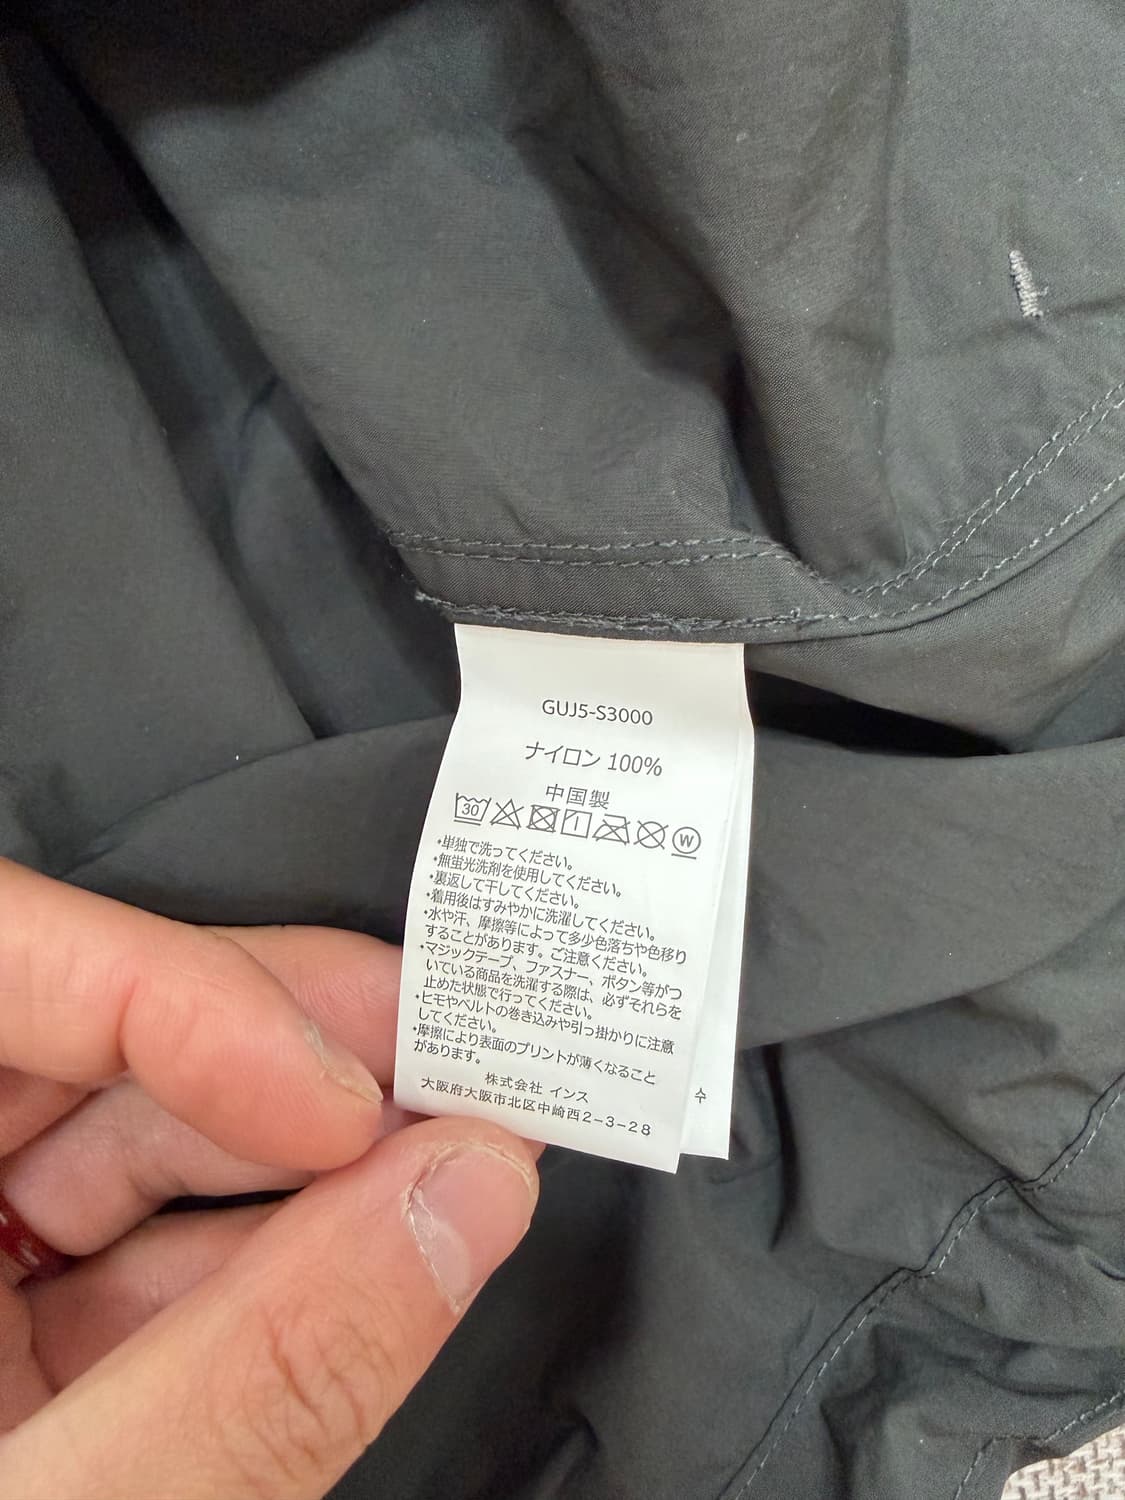 GUJ5-S3000
ナイロン 100%
中国製
30
W
・単独で洗ってください。
・無蛍光洗剤を使用してください。
・裏返して干してください。
・着用後はすみやかに洗濯してください。
・水や汗、摩擦等によって多少色落ちや色移り
することがあります。ご注意ください。
・マジックテープ、ファスナー、ボタン等がつ
いている商品を洗濯する際は、必ずそれらを
止めた状態で行ってください。
・ヒモやベルトの巻き込みや引っ掛かりに注意
してください。
・摩擦により表面のプリントが薄くなること
があります。
株式会社 インス
大阪府大阪市北区中崎西2-3-28
수